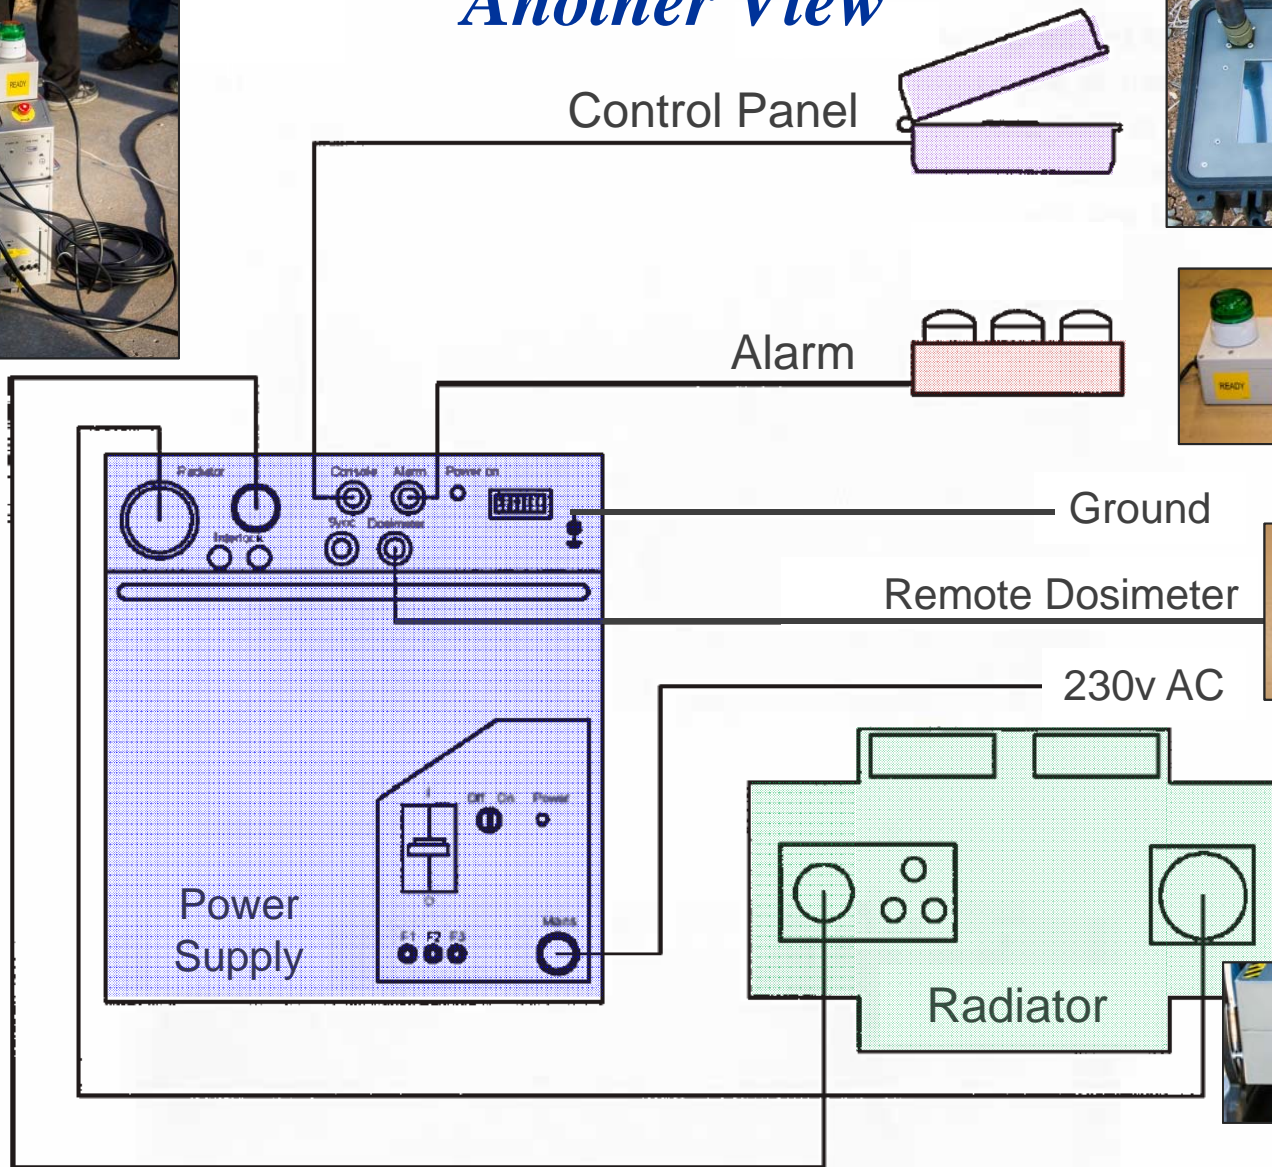 Another View
READY
Control Panel
Alarm
READY
Radiator
Console
Alarm
Power on
Ground
Interlock
Sync
Dosimeter
Remote Dosimeter
230v AC
I
Off
On
Power
Power
Supply
O
Mains
F1
F2
F3
Radiator